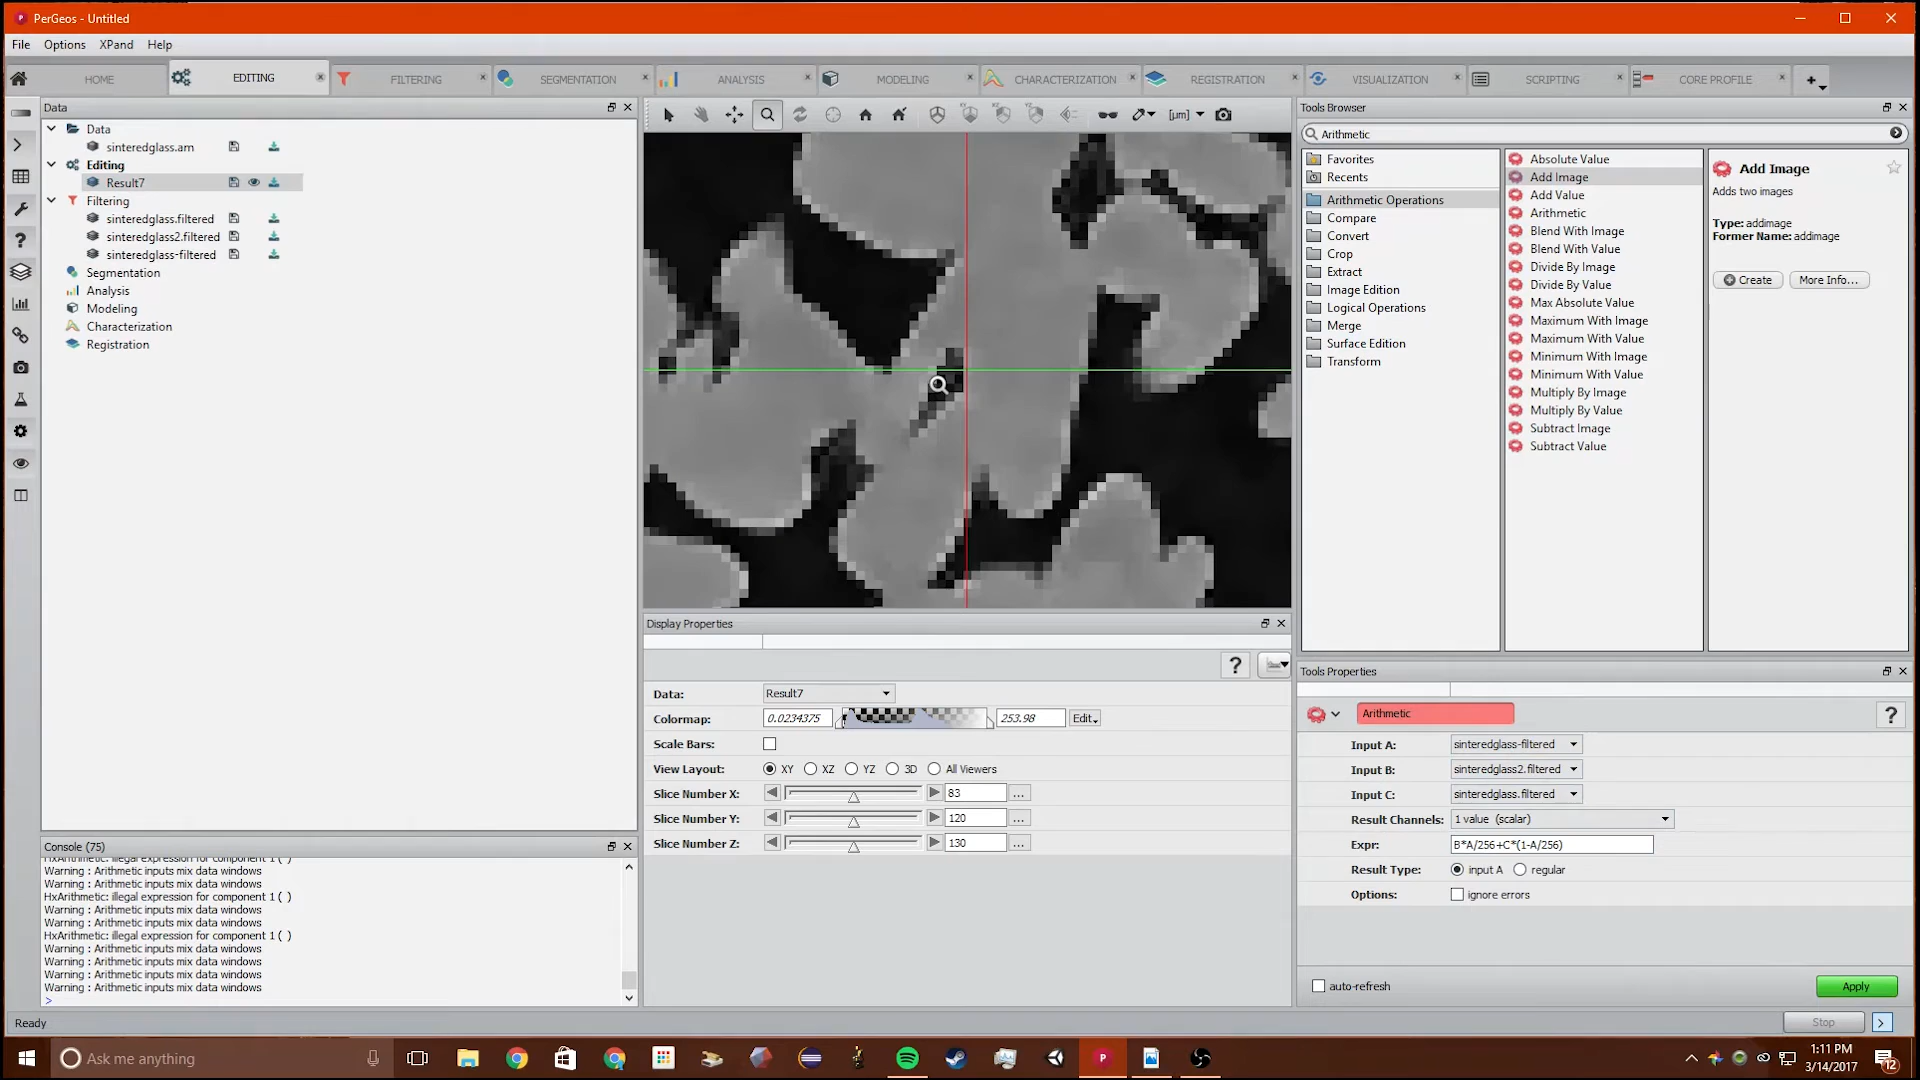 PerGeos - Untitled
File Options XPand Help
HOME EDITING FILTERING SEGMENTATION ANALYSIS MODELING CHARACTERIZATION REGISTRATION VISUALIZATION SCRIPTING CORE PROFILE
Data
Data
sinteredglass.am
Editing
Result7
Filtering
sinteredglass.filtered
sinteredglass2.filtered
sinteredglass-filtered
Segmentation
Analysis
Modeling
Characterization
Registration
[µm]
Tools Browser
Arithmetic
Favorites
Recents
Arithmetic Operations
Compare
Convert
Crop
Extract
Image Edition
Logical Operations
Merge
Surface Edition
Transform
Absolute Value
Add Image
Add Value
Arithmetic
Blend With Image
Blend With Value
Divide By Image
Divide By Value
Max Absolute Value
Maximum With Image
Maximum With Value
Minimum With Image
Minimum With Value
Multiply By Image
Multiply By Value
Subtract Image
Subtract Value
Add Image
Adds two images
Type: addimage
Former Name: addimage
Create More Info...
Display Properties
?
Data: Result7
Colormap: 0.0234375 253.98 Edit
Scale Bars:
View Layout: XY XZ YZ 3D All Viewers
Slice Number X: 83 ...
Slice Number Y: 120 ...
Slice Number Z: 130 ...
Tools Properties
Arithmetic ?
Input A: sinteredglass-filtered
Input B: sinteredglass2.filtered
Input C: sinteredglass.filtered
Result Channels: 1 value (scalar)
Expr: B*A/256+C*(1-A/256)
Result Type: input A regular
Options: ignore errors
auto-refresh Apply
Console (75)
HxArithmetic: illegal expression for component 1 ( )
Warning : Arithmetic inputs mix data windows
Warning : Arithmetic inputs mix data windows
HxArithmetic: illegal expression for component 1 ( )
Warning : Arithmetic inputs mix data windows
Warning : Arithmetic inputs mix data windows
HxArithmetic: illegal expression for component 1 ( )
Warning : Arithmetic inputs mix data windows
Warning : Arithmetic inputs mix data windows
Warning : Arithmetic inputs mix data windows
Warning : Arithmetic inputs mix data windows
>
Ready Stop
Ask me anything
1:11 PM
3/14/2017
12